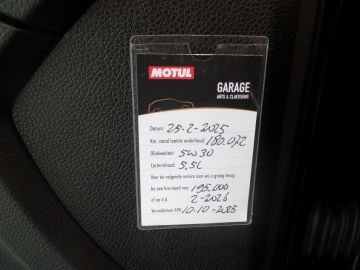 MOTUL
GARAGE
ARTS & CLAESSENS
Datum: 25-2-2025
Km. stand laatste onderhoud: 180.072
Oliekwaliteit: 5W30
Carterinhoud: 5,5L
Voor de volgende service zien wij u graag terug
bij een km-stand van: 195.000
of op d.d. 2-2026
Vervaldatum APK: 10-10-2025